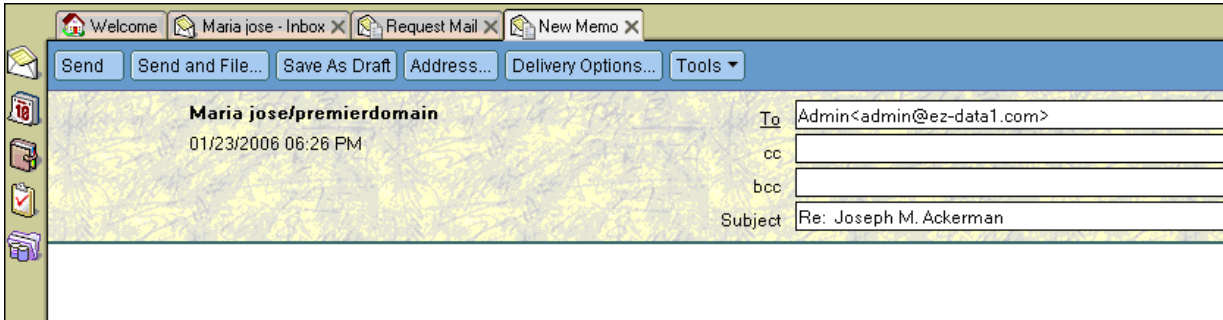 Welcome Maria jose - Inbox Request Mail New Memo
Send Send and File... Save As Draft Address... Delivery Options... Tools
Maria jose/premierdomain
01/23/2006 06:26 PM
To Admin<admin@ez-data1.com>
cc
bcc
Subject Re: Joseph M. Ackerman
10